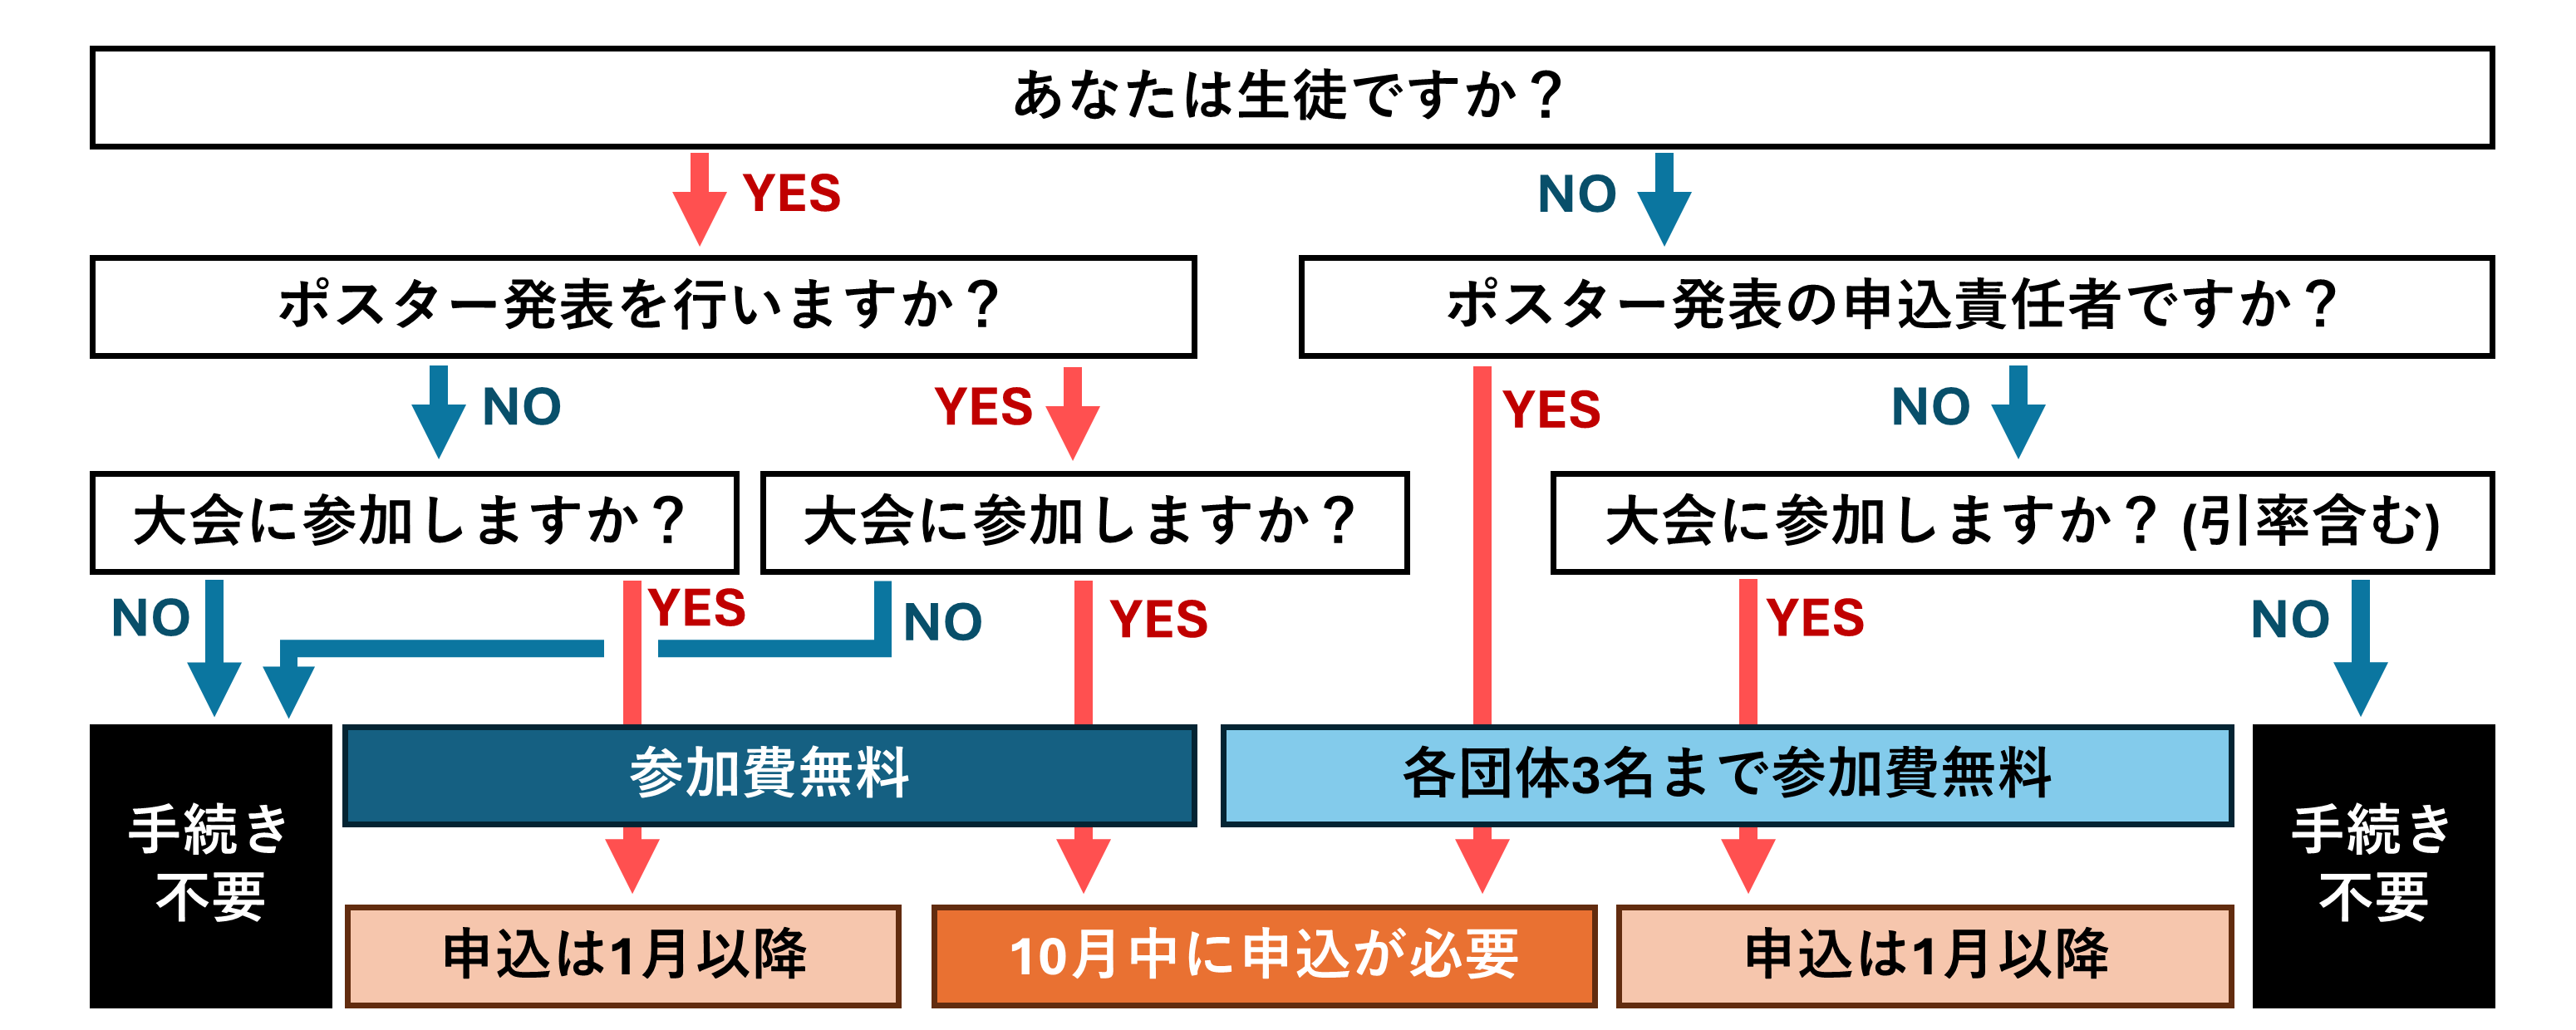 あなたは生徒ですか？
YES
NO
ポスター発表を行いますか？
ポスター発表の申込責任者ですか？
NO
YES
YES
NO
大会に参加しますか？
大会に参加しますか？
大会に参加しますか？(引率含む)
NO
YES
NO
YES
YES
NO
手続き
不要
参加費無料
各団体3名まで参加費無料
手続き
不要
申込は1月以降
10月中に申込が必要
申込は1月以降